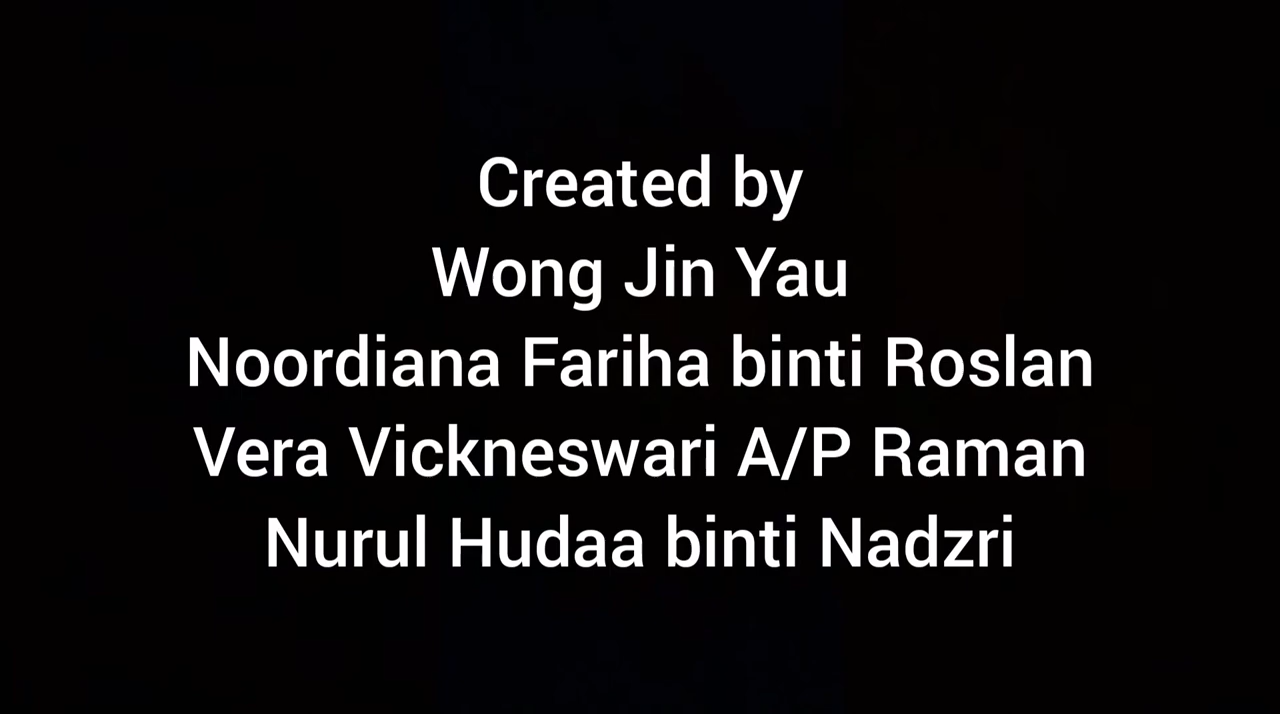 Created by
Wong Jin Yau
Noordiana Fariha binti Roslan
Vera Vickneswari A/P Raman
Nurul Hudaa binti Nadzri